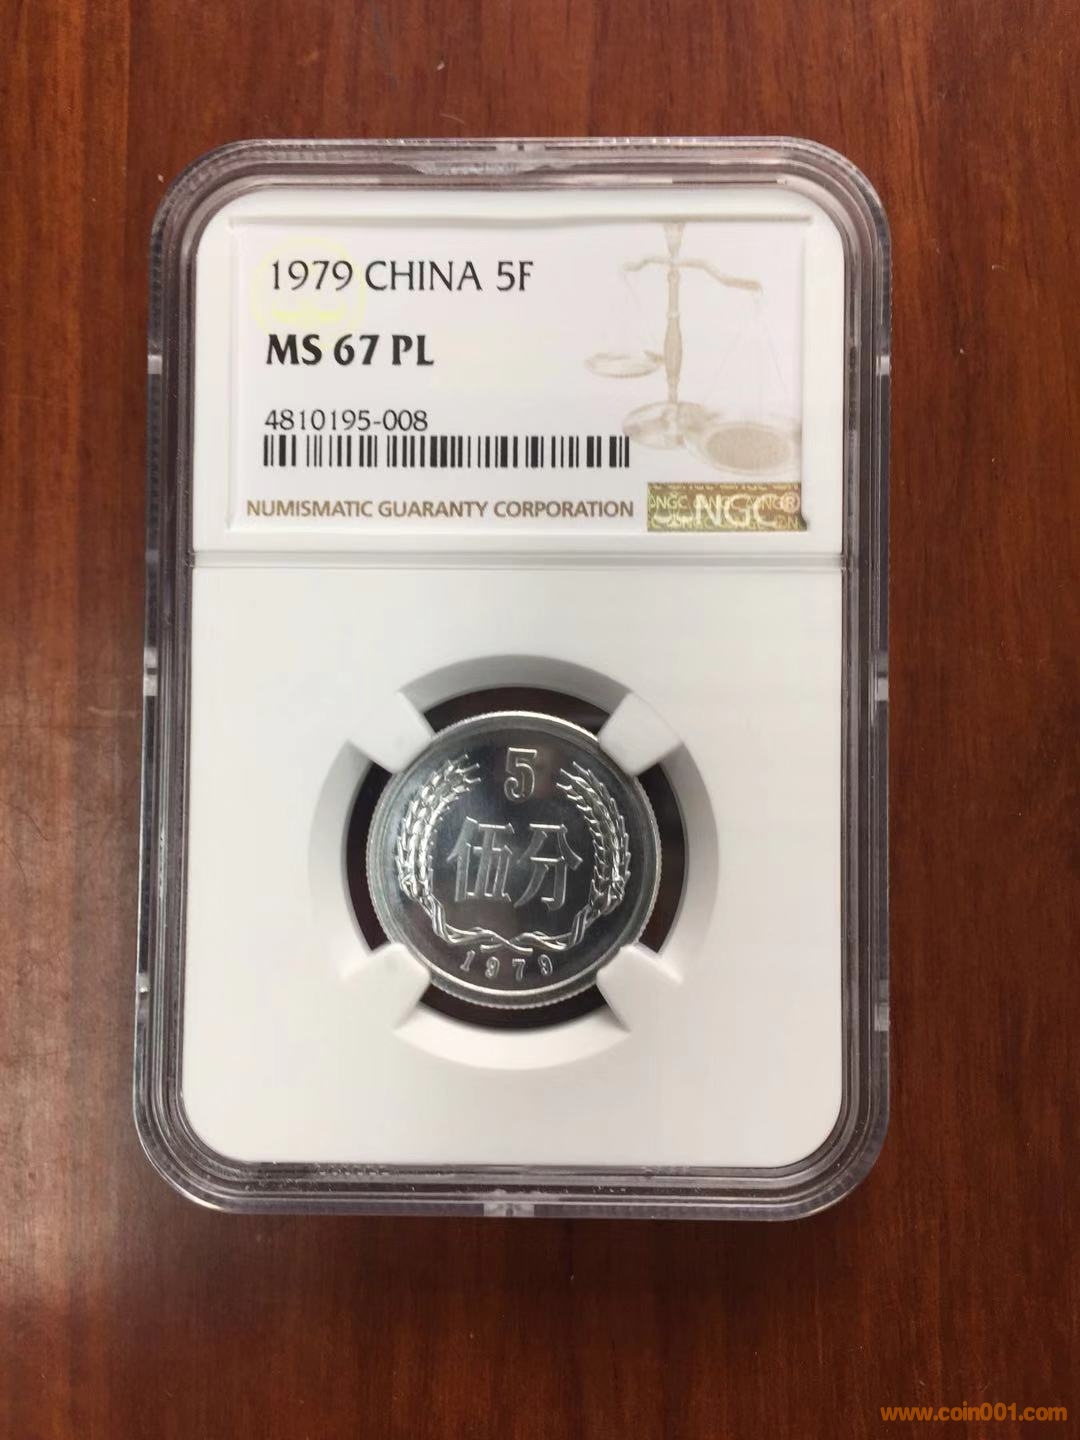 1979 CHINA 5F
MS 67 PL
4810195-008
NUMISMATIC GUARANTY CORPORATION
NGC®
5
伍分
1979
www.coin001.com